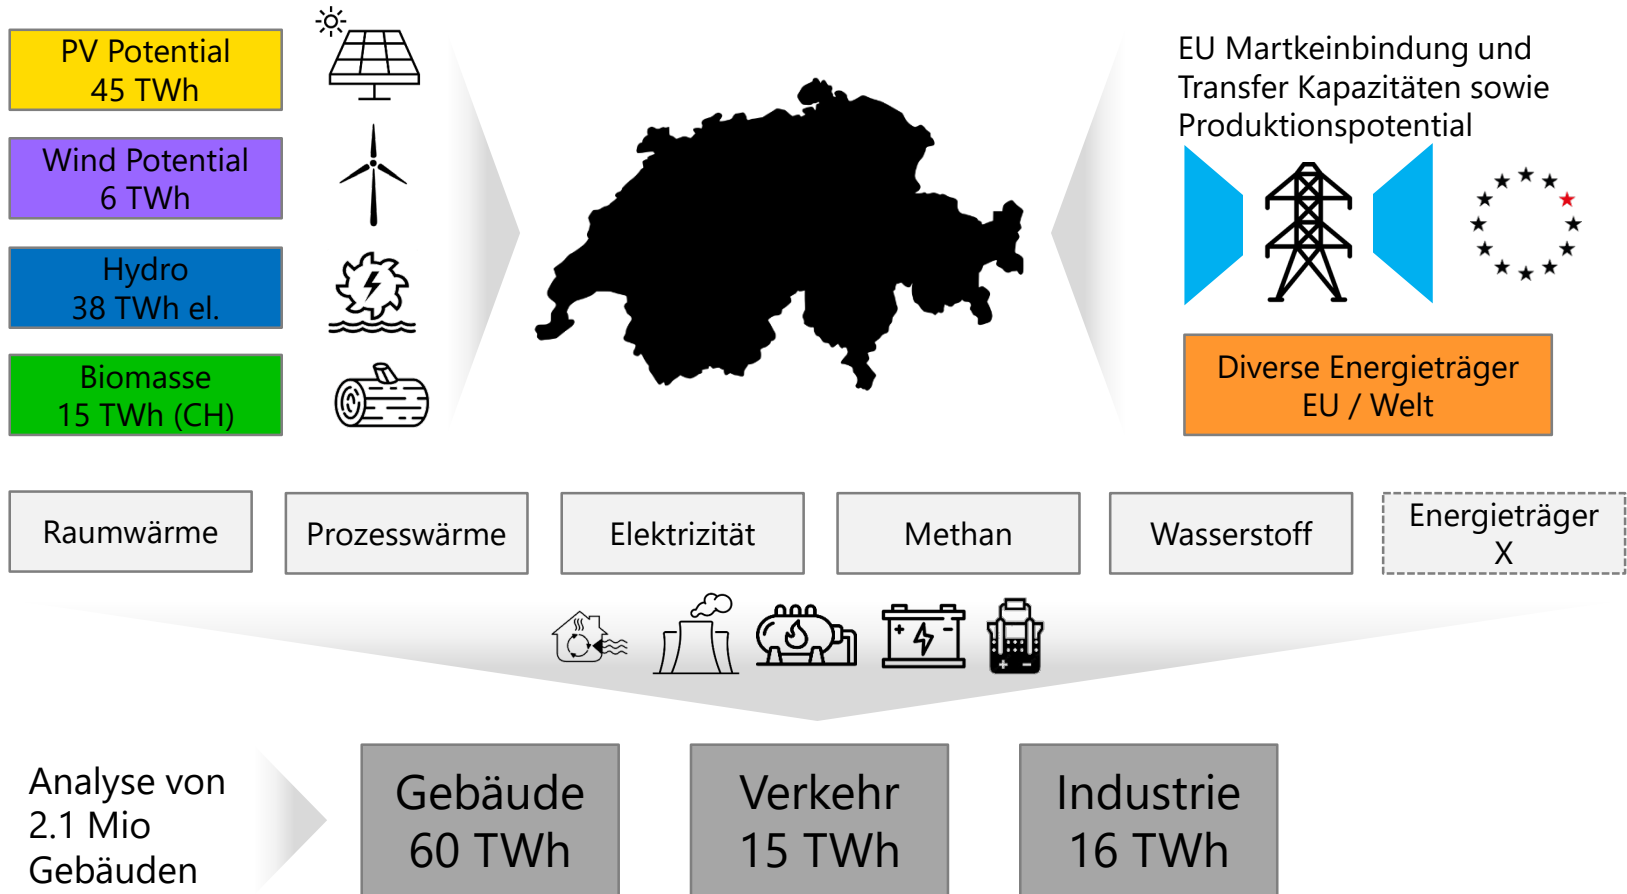 PV Potential
45 TWh
Wind Potential
6 TWh
Hydro
38 TWh el.
Biomasse
15 TWh (CH)
EU Martkeinbindung und
Transfer Kapazitäten sowie
Produktionspotential
Diverse Energieträger
EU / Welt
Raumwärme
Prozesswärme
Elektrizität
Methan
Wasserstoff
Energieträger
X
Analyse von
2.1 Mio
Gebäuden
Gebäude
60 TWh
Verkehr
15 TWh
Industrie
16 TWh